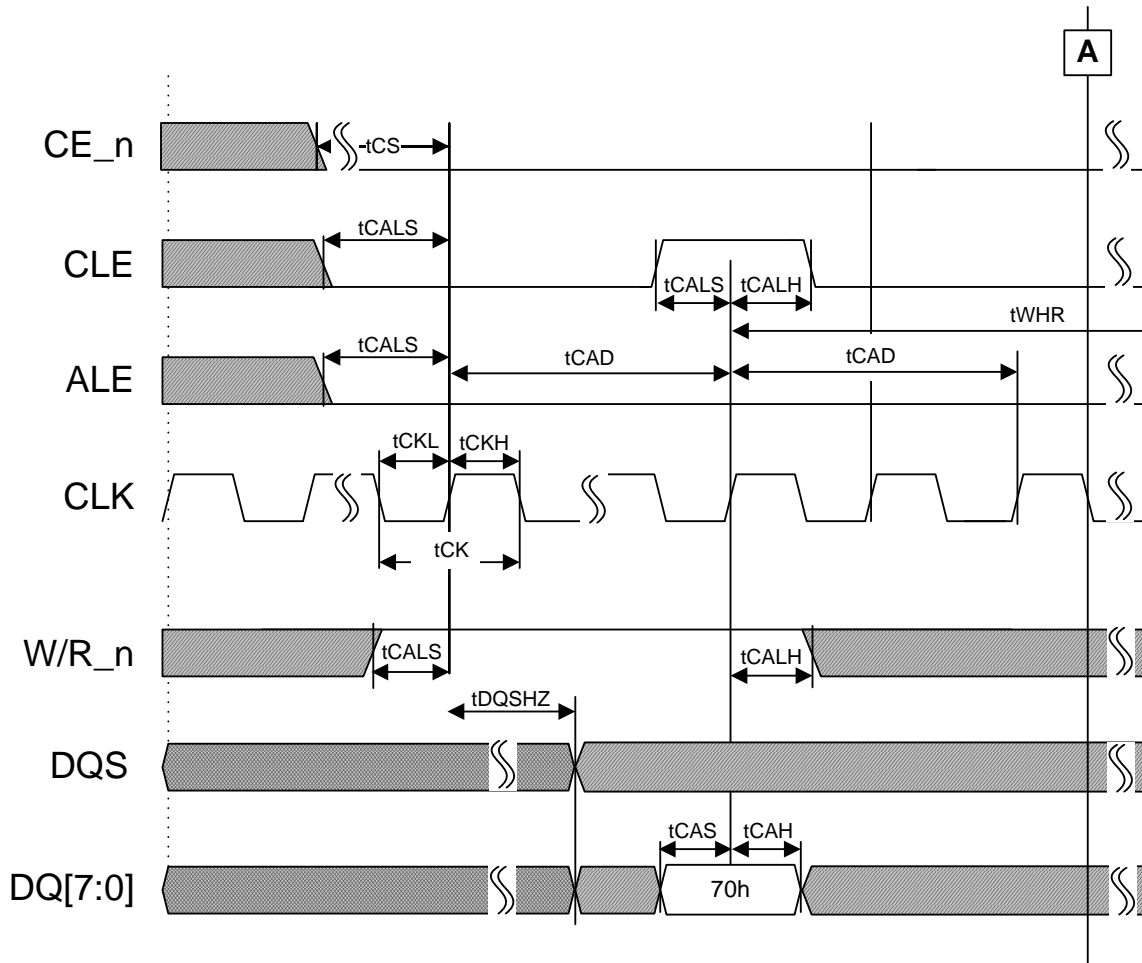 A
CE_n
tCS
CLE
tCALS
tCALS
tCALH
tWHR
ALE
tCALS
tCAD
tCAD
CLK
tCKL
tCKH
tCK
W/R_n
tCALS
tCALH
tDQSHZ
DQS
tCAS
tCAH
DQ[7:0]
70h